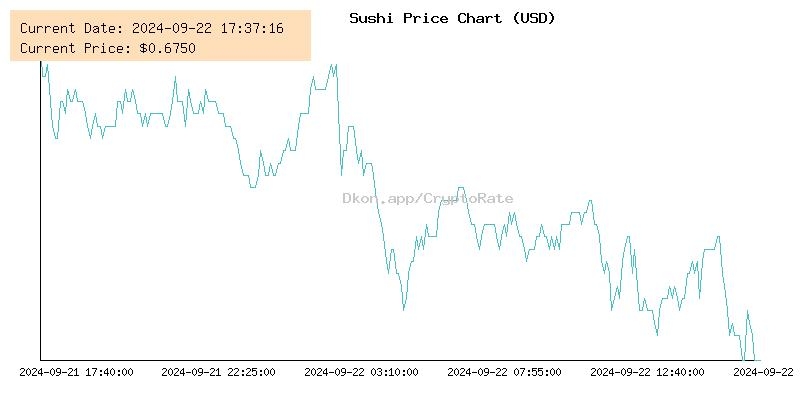 Sushi Price Chart (USD)
Current Date: 2024-09-22 17:37:16
Current Price: $0.6750
Dkon.app/CryptoRate
2024-09-21 17:40:00 2024-09-21 22:25:00 2024-09-22 03:10:00 2024-09-22 07:55:00 2024-09-22 12:40:00 2024-09-22